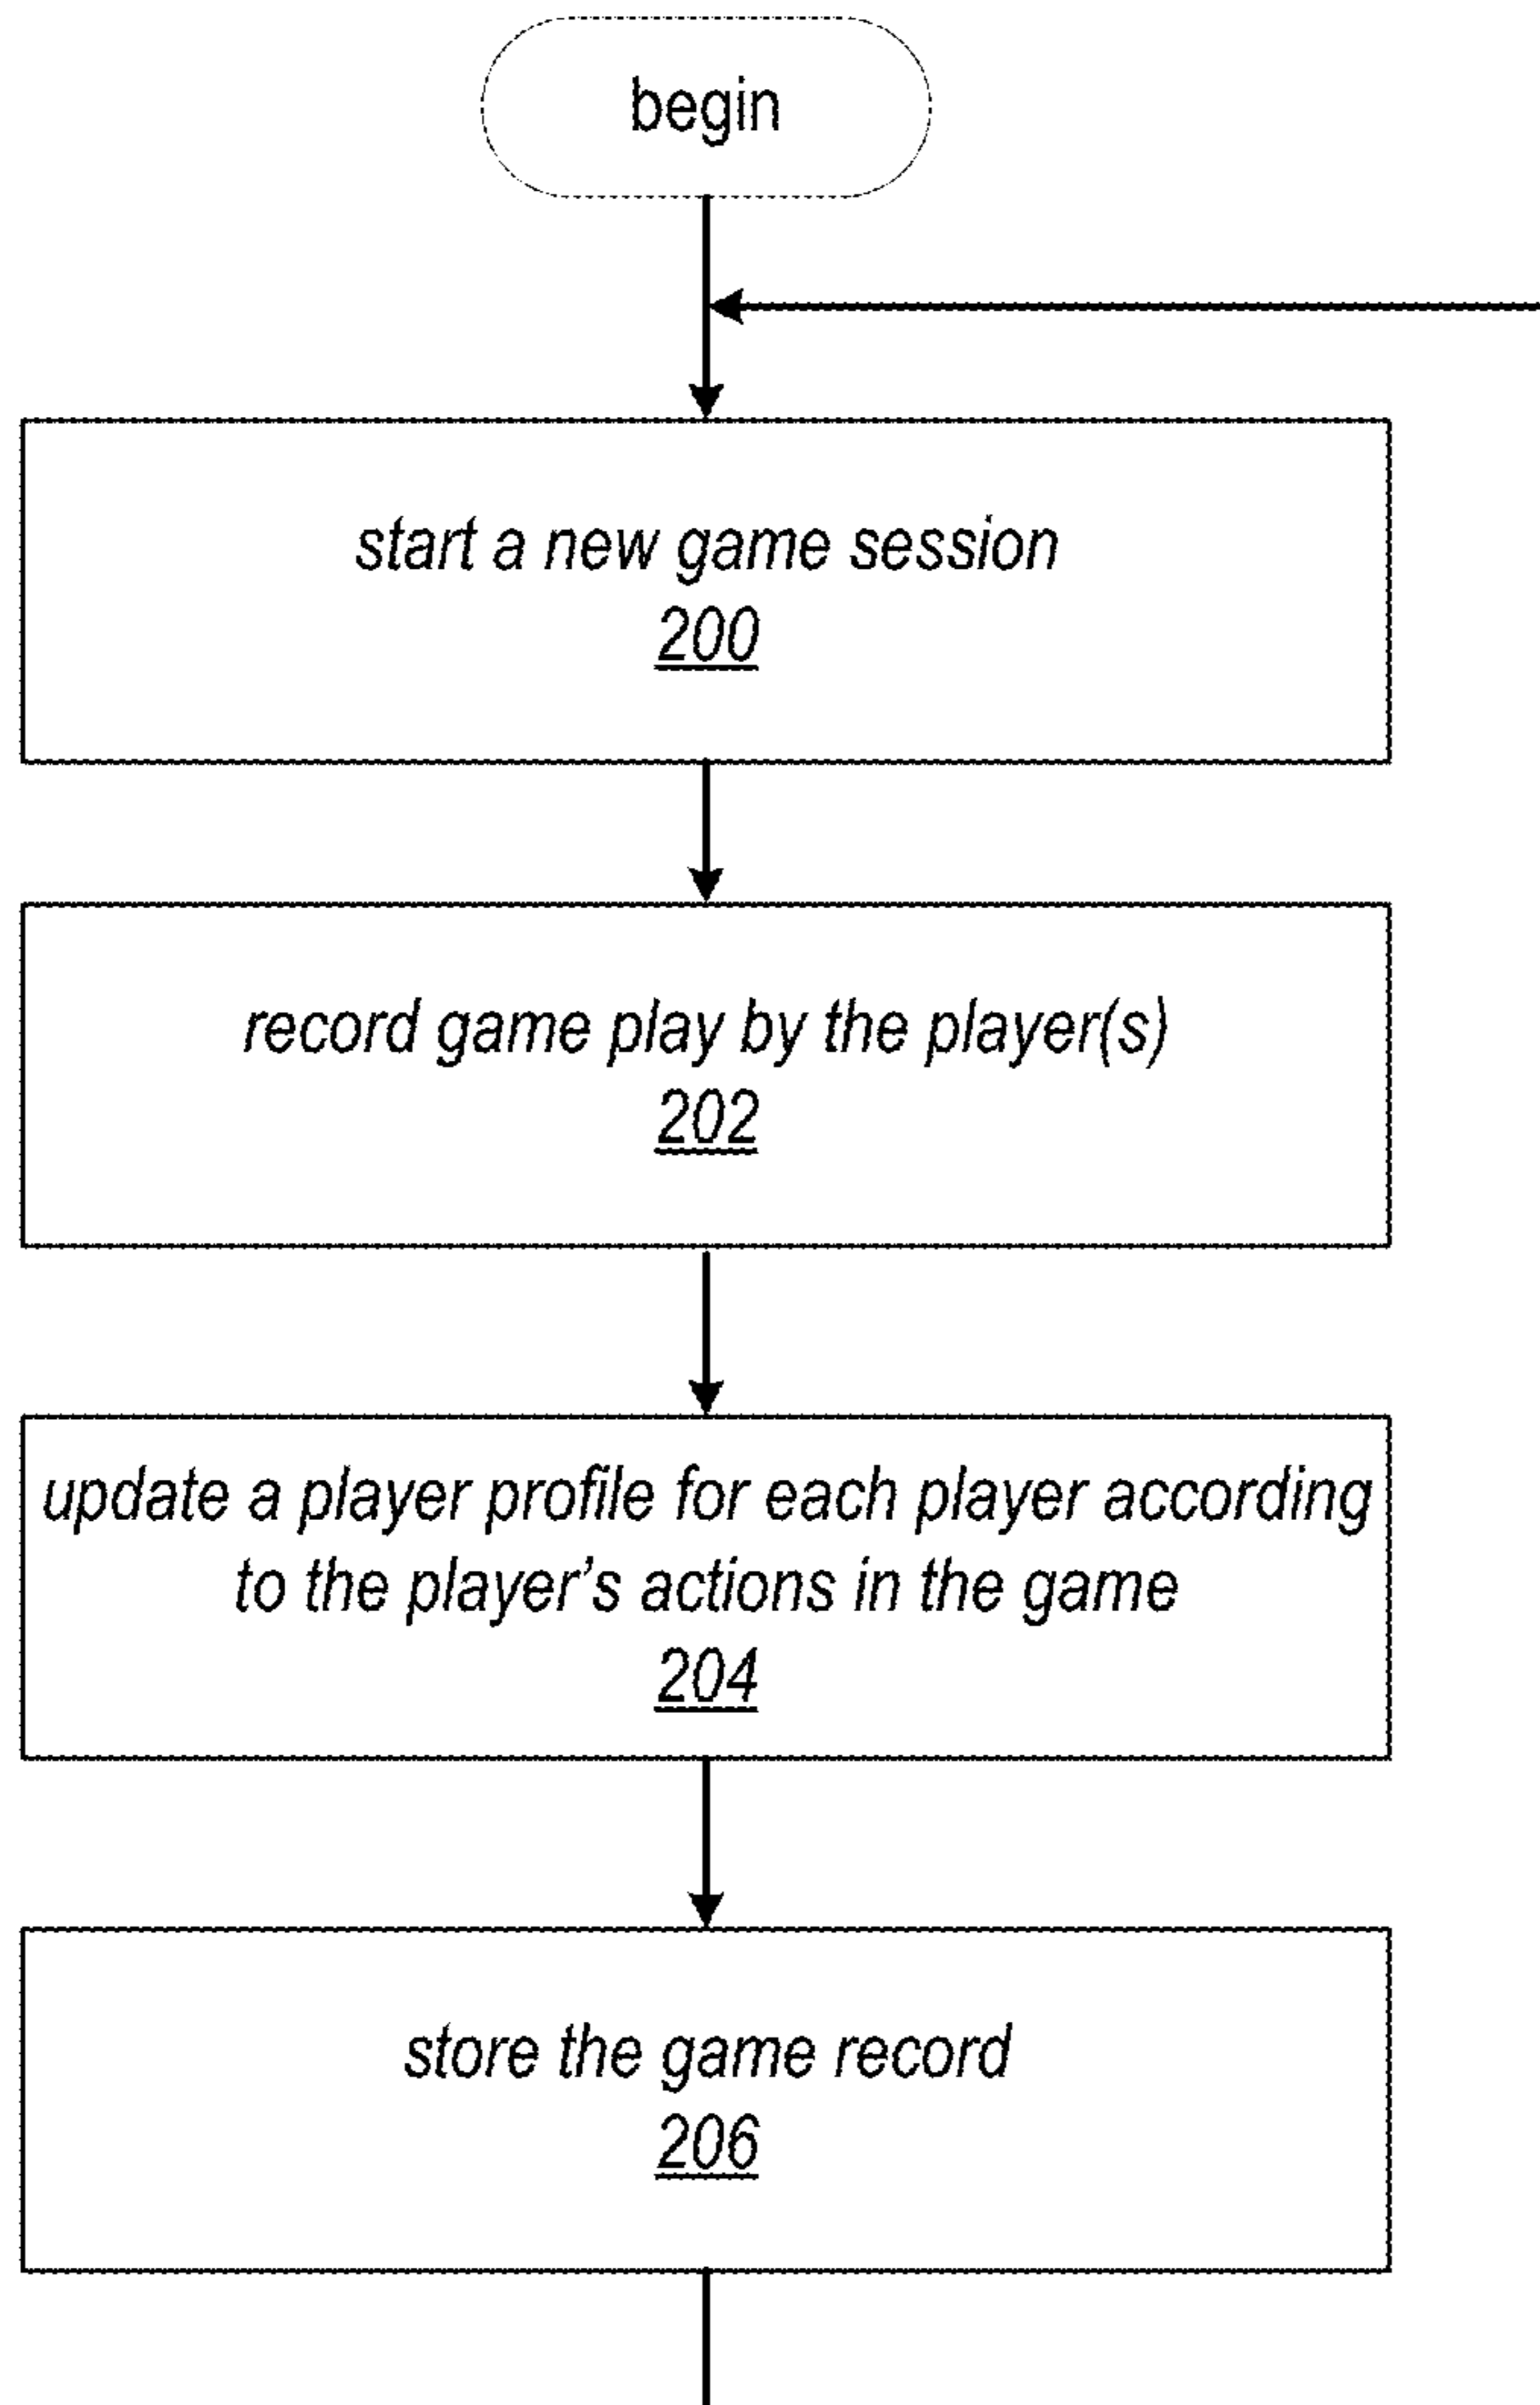 begin
start a new game session
200
record game play by the player(s)
202
update a player profile for each player according
to the player's actions in the game
204
store the game record
206